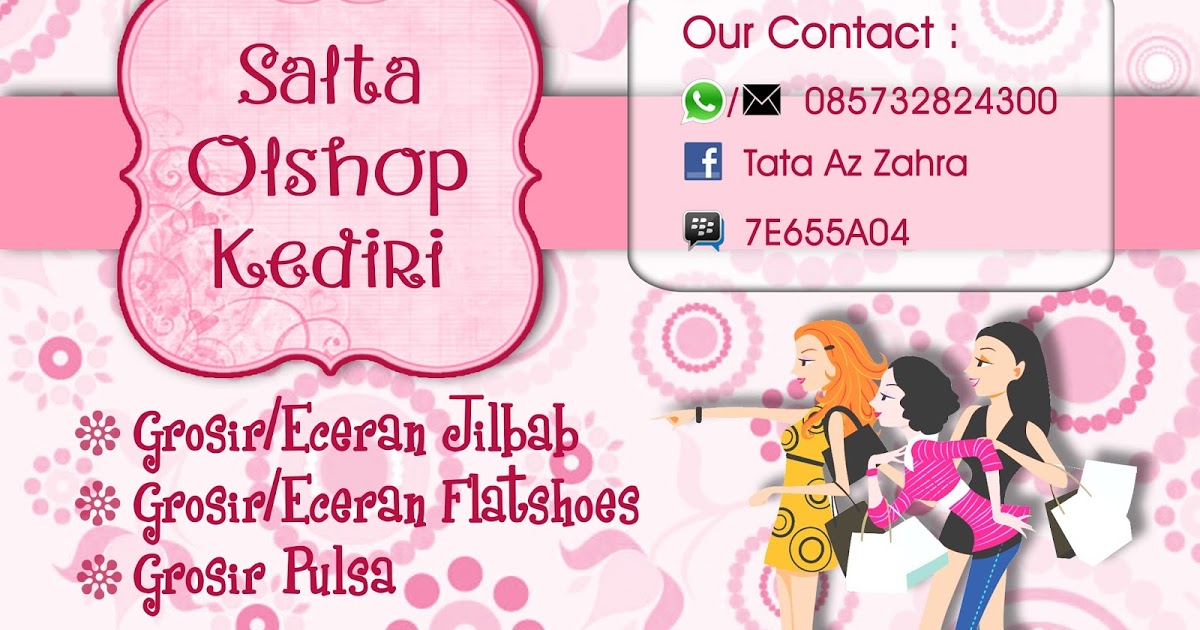 Salta
Olshop
Kediri
Our Contact :
/ 085732824300
f Tata Az Zahra
7E655A04
Grosir/Eceran Jilbab
Grosir/Eceran Flatshoes
Grosir Pulsa